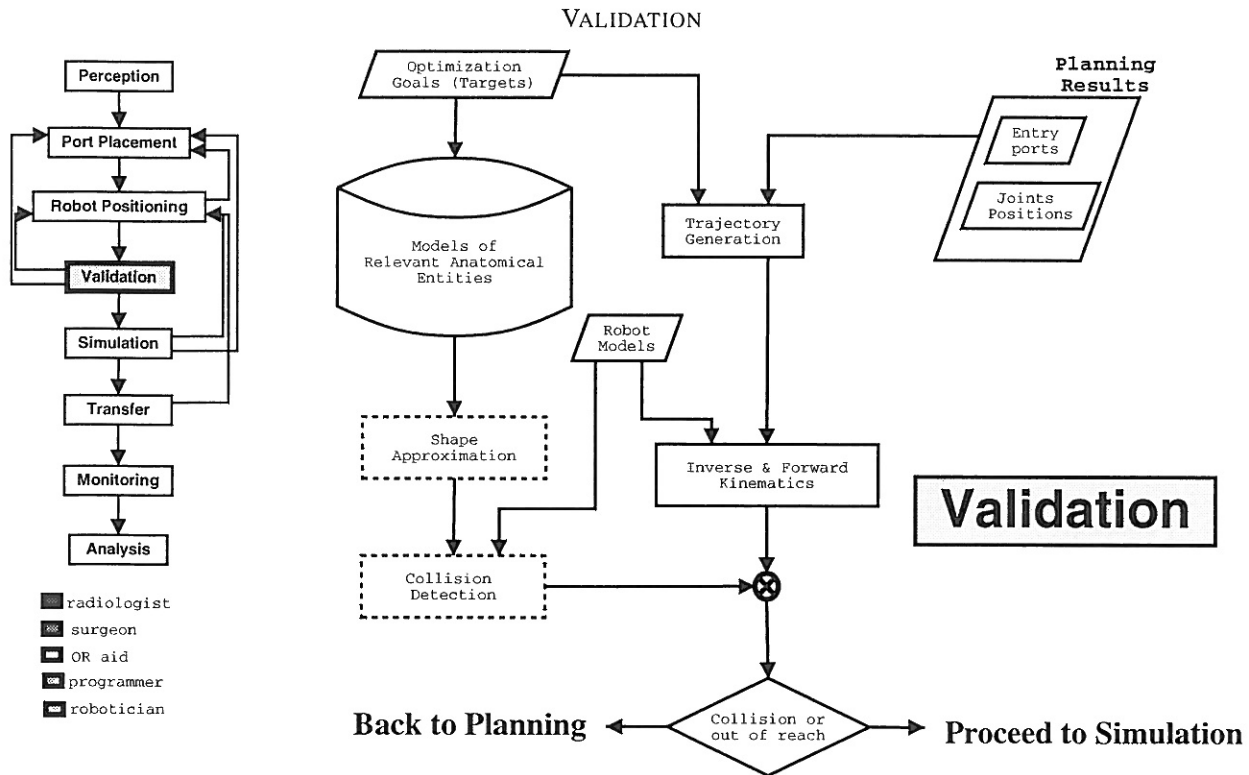 VALIDATION
Perception
Port Placement
Robot Positioning
Validation
Simulation
Transfer
Monitoring
Analysis
radiologist
surgeon
OR aid
programmer
robotician
Optimization
Goals (Targets)
Planning
Results
Entry
ports
Joints
Positions
Trajectory
Generation
Models of
Relevant Anatomical
Entities
Robot
Models
Shape
Approximation
Inverse & Forward
Kinematics
Validation
Collision
Detection
Collision or
out of reach
Back to Planning
Proceed to Simulation